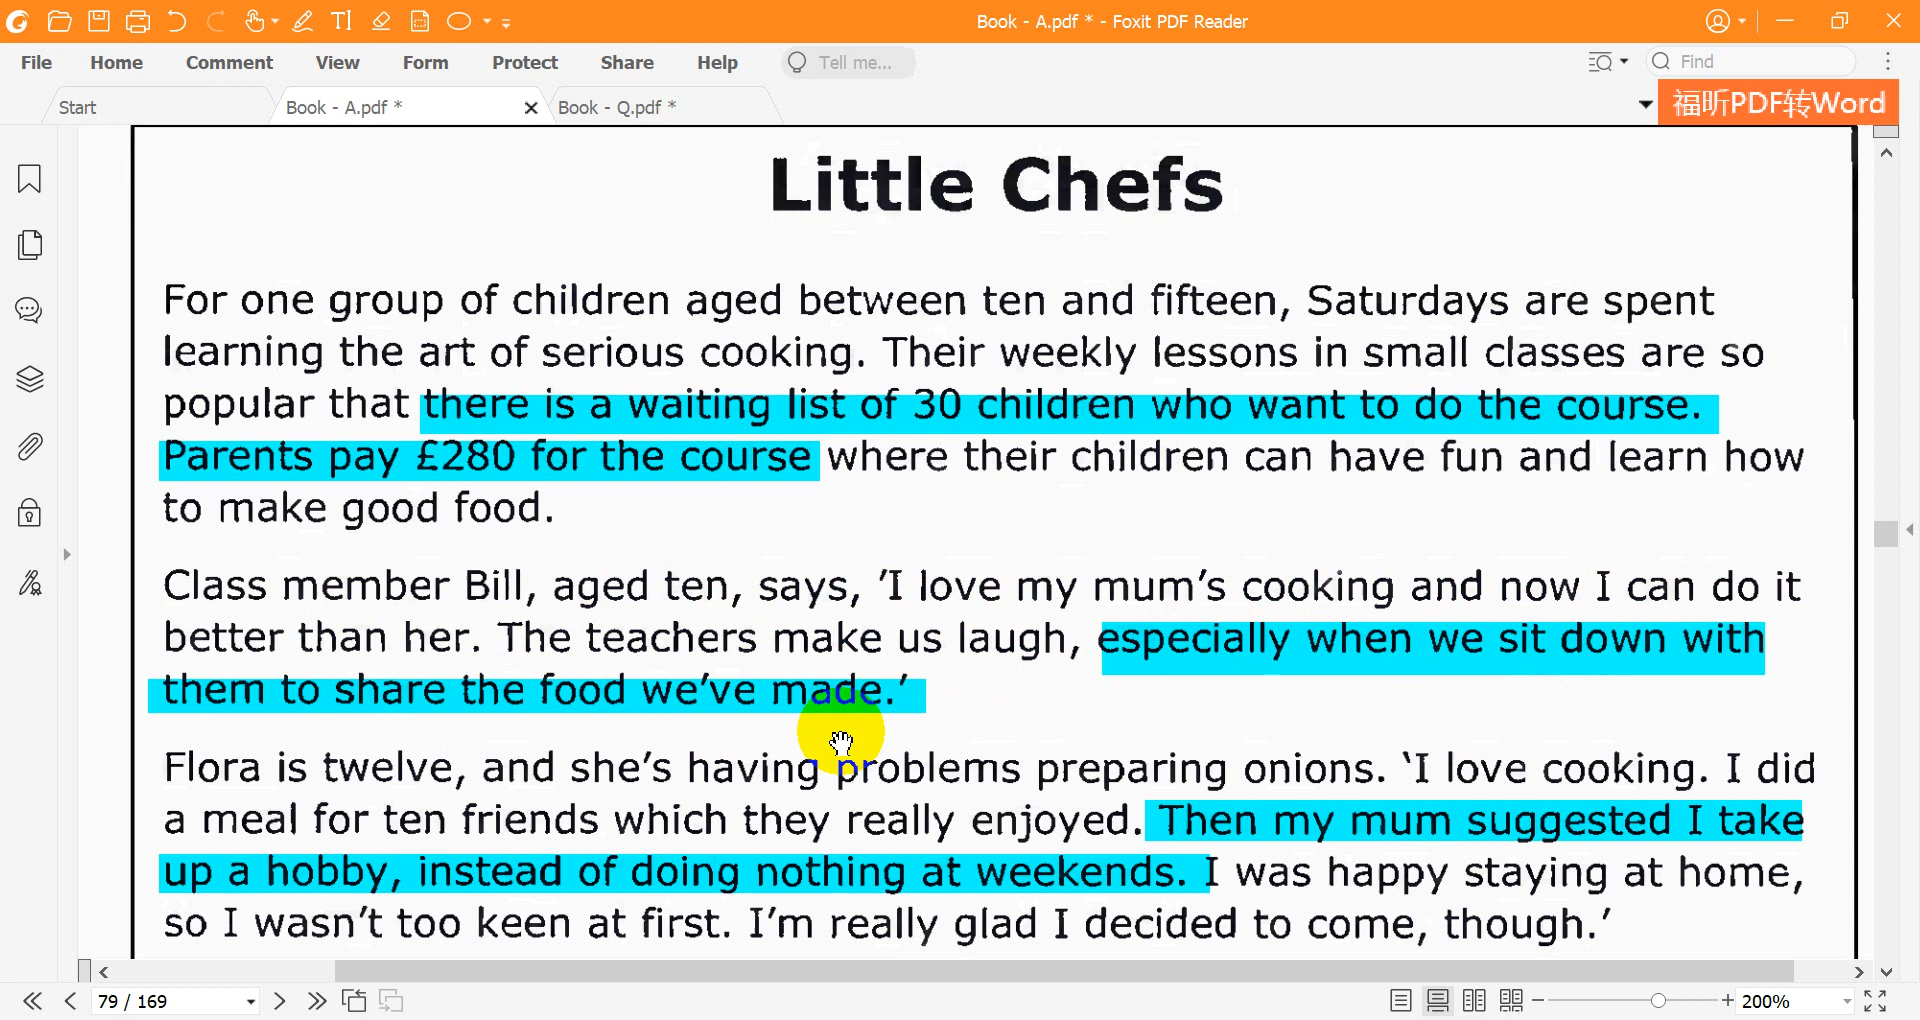 Book - A.pdf * - Foxit PDF Reader
File Home Comment View Form Protect Share Help Tell me... Find
Start Book - A.pdf * Book - Q.pdf * 福昕PDF转Word
Little Chefs
For one group of children aged between ten and fifteen, Saturdays are spent
learning the art of serious cooking. Their weekly lessons in small classes are so
popular that there is a waiting list of 30 children who want to do the course.
Parents pay £280 for the course where their children can have fun and learn how
to make good food.
Class member Bill, aged ten, says, 'I love my mum's cooking and now I can do it
better than her. The teachers make us laugh, especially when we sit down with
them to share the food we've made.'
Flora is twelve, and she's having problems preparing onions. 'I love cooking. I did
a meal for ten friends which they really enjoyed. Then my mum suggested I take
up a hobby, instead of doing nothing at weekends. I was happy staying at home,
so I wasn't too keen at first. I'm really glad I decided to come, though.'
79 / 169 200%